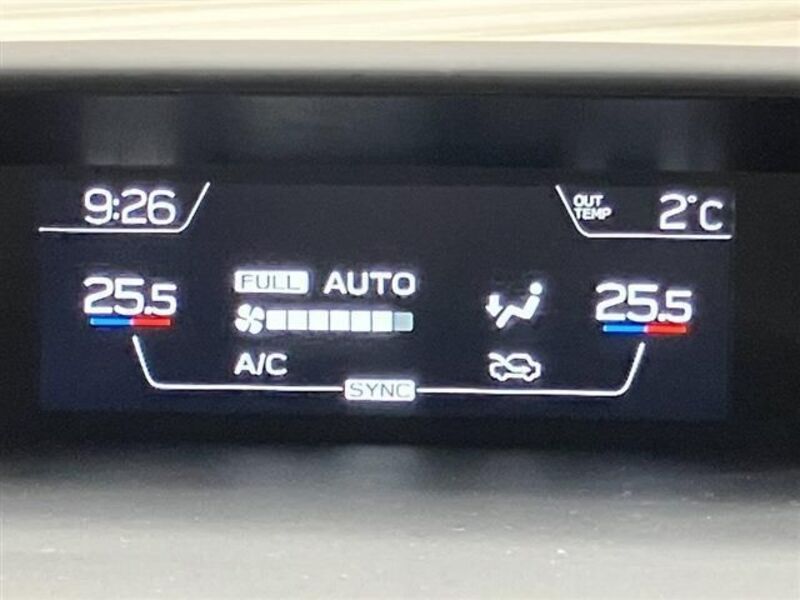 9:26
OUT TEMP 2°C
25.5
FULL AUTO
25.5
A/C
SYNC